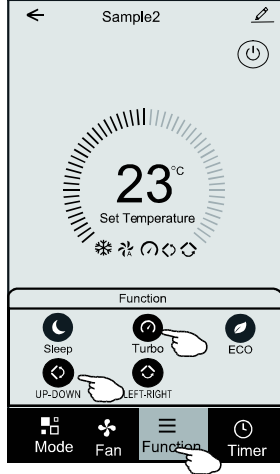 Sample2
23°C
Set Temperature
A
Function
Sleep Turbo ECO
UP-DOWN LEFT-RIGHT
Mode Fan Function Timer